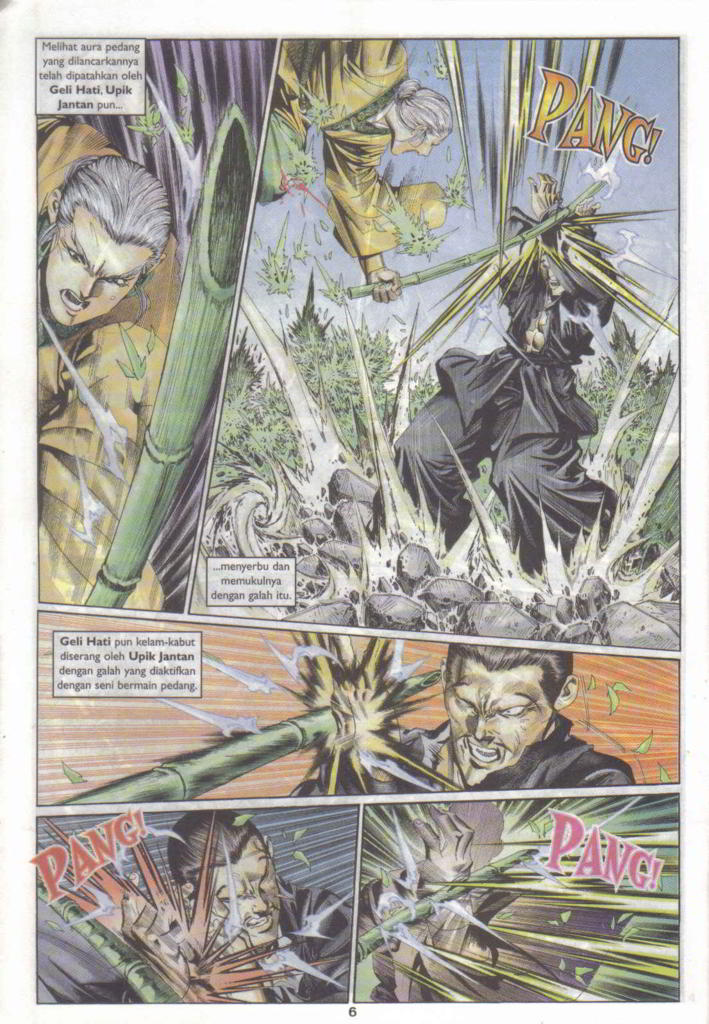 Melihat aura pedang
yang dilancarkannya
telah dipatahkan oleh
Geli Hati, Upik
Jantan pun...
PANG!
...menyerbu dan
memukulnya
dengan galah itu.
Geli Hati pun kelam-kabut
diserang oleh Upik Jantan
dengan galah yang diaktifkan
dengan seni bermain pedang.
PANG!
PANG!
6